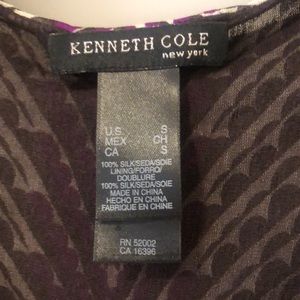 KENNETH COLE
new york
U.S. S
MEX CH
CA S
100% SILK/SEDA/SOIE
LINING/FORRO/
DOUBLURE
100% SILK/SEDA/SOIE
MADE IN CHINA
HECHO EN CHINA
FABRIQUE EN CHINE
RN 52002
CA 16396